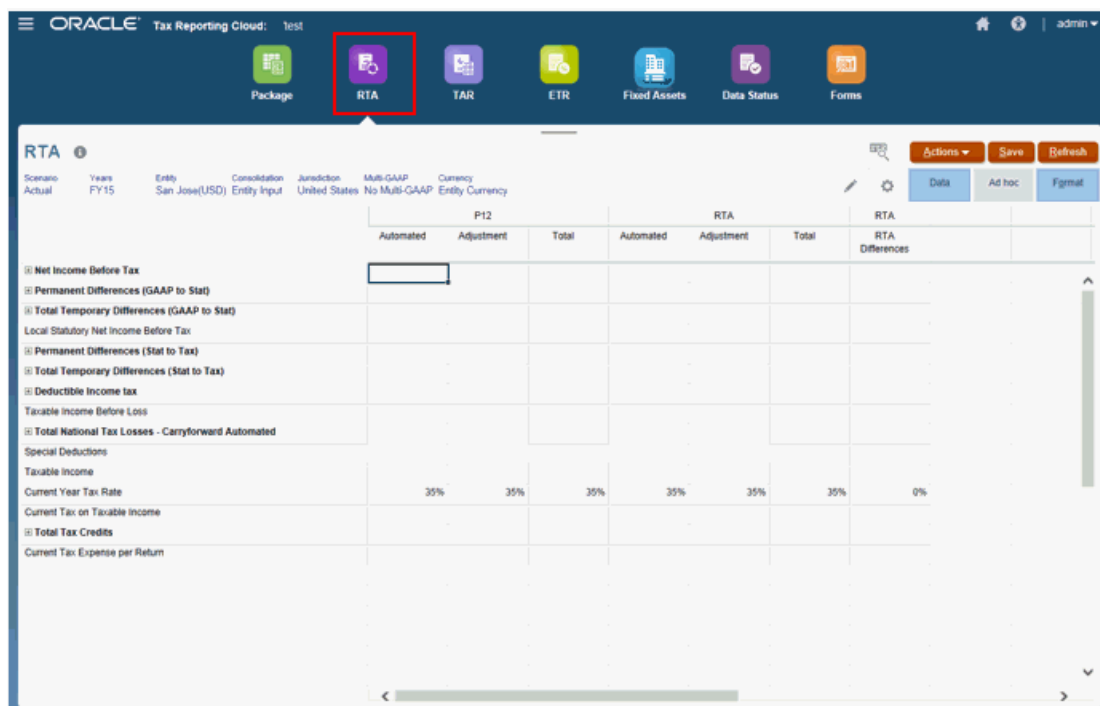 ORACLE Tax Reporting Cloud: test admin
Package RTA TAR ETR Fixed Assets Data Status Forms
RTA Actions Save Refresh
Scenario Years Entity Consolidation Jurisdiction Multi-GAAP Currency
Actual FY15 San Jose(USD) Entity Input United States No Multi-GAAP Entity Currency Data Ad hoc Format
P12 RTA RTA
Automated Adjustment Total Automated Adjustment Total RTA
Differences
Net Income Before Tax
Permanent Differences (GAAP to Stat)
Total Temporary Differences (GAAP to Stat)
Local Statutory Net Income Before Tax
Permanent Differences (Stat to Tax)
Total Temporary Differences (Stat to Tax)
Deductible Income tax
Taxable Income Before Loss
Total National Tax Losses - Carryforward Automated
Special Deductions
Taxable Income
Current Year Tax Rate 35% 35% 35% 35% 35% 35% 0%
Current Tax on Taxable Income
Total Tax Credits
Current Tax Expense per Return